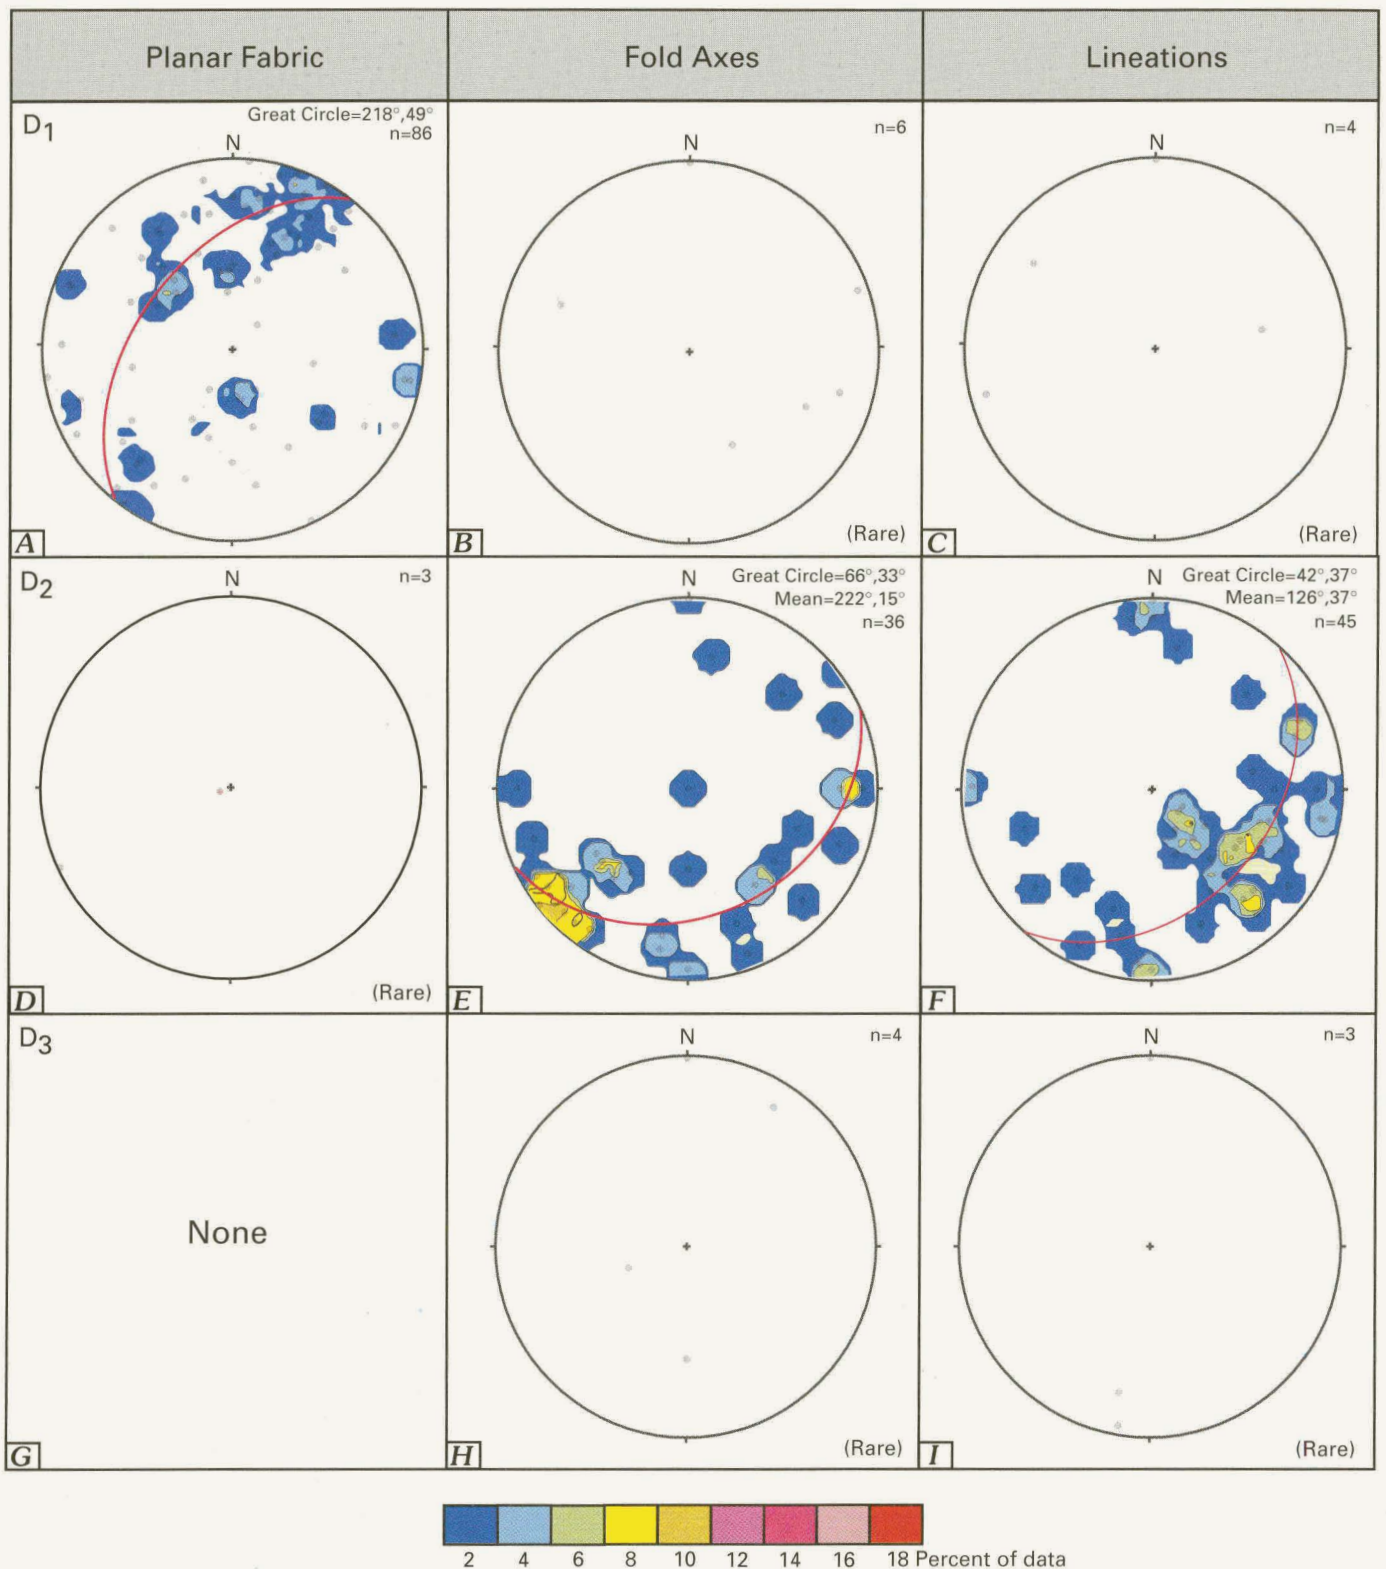 Planar Fabric
Fold Axes
Lineations
D1
Great Circle=218°,49°
n=86
N
A
n=6
N
(Rare)
B
n=4
N
(Rare)
C
D2
n=3
N
(Rare)
D
N
Great Circle=66°,33°
Mean=222°,15°
n=36
E
N
Great Circle=42°,37°
Mean=126°,37°
n=45
F
D3
None
G
n=4
N
(Rare)
H
n=3
N
(Rare)
I
2 4 6 8 10 12 14 16 18 Percent of data